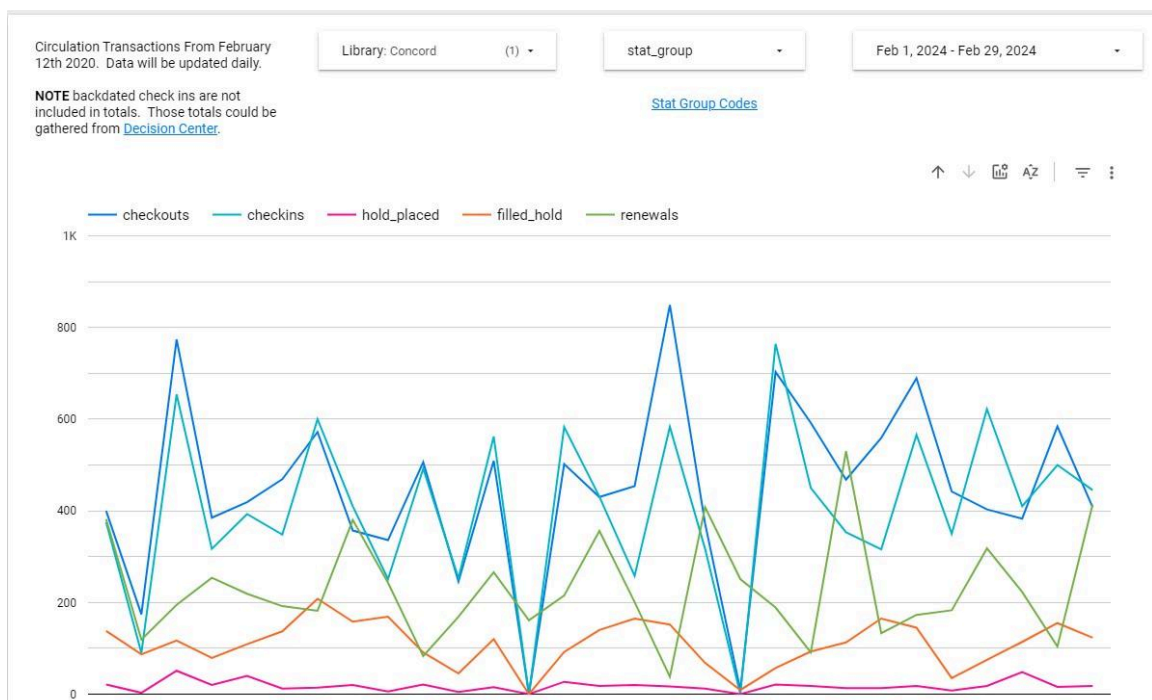 Circulation Transactions From February
12th 2020.  Data will be updated daily.
NOTE backdated check ins are not
included in totals.  Those totals could be
gathered from Decision Center.
Library: Concord (1)
stat_group
Feb 1, 2024 - Feb 29, 2024
Stat Group Codes
AZ
checkouts checkins hold_placed filled_hold renewals
1K
800
600
400
200
0